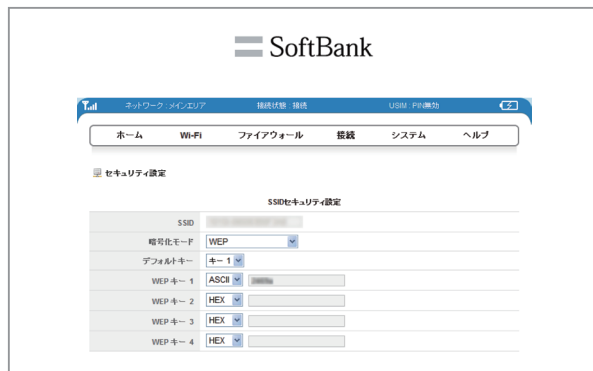 SoftBank
ネットワーク : メインエリア 接続状態 : 接続 USIM : PIN無効
ホーム Wi-Fi ファイアウォール 接続 システム ヘルプ
セキュリティ設定
SSIDセキュリティ設定
SSID
暗号化モード WEP
デフォルトキー キー 1
WEP キー 1 ASCII
WEP キー 2 HEX
WEP キー 3 HEX
WEP キー 4 HEX